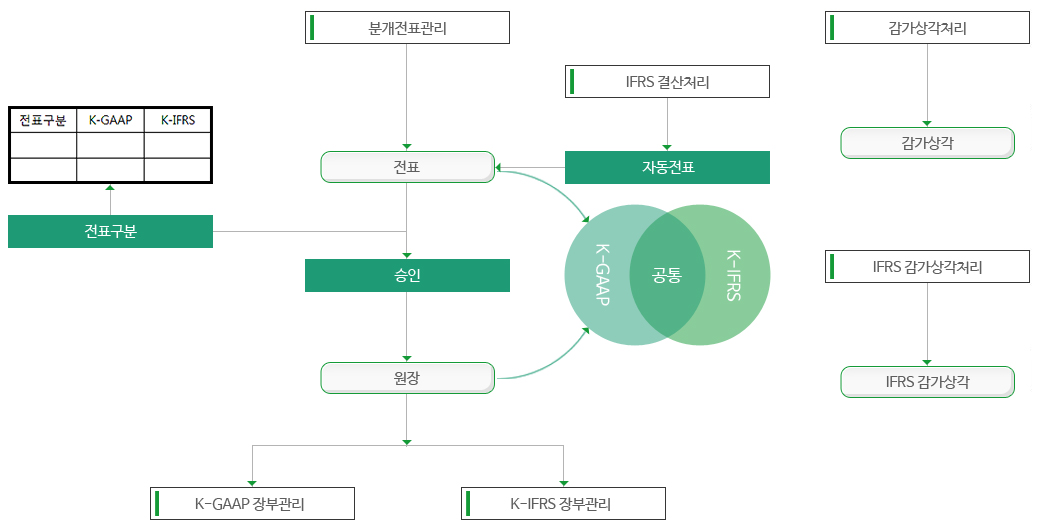 분개전표관리
감가상각처리
IFRS 결산처리
전표구분 K-GAAP K-IFRS
감가상각
전표
자동전표
전표구분
K-GAAP
공통
K-IFRS
승인
IFRS 감가상각처리
원장
IFRS 감가상각
K-GAAP 장부관리
K-IFRS 장부관리